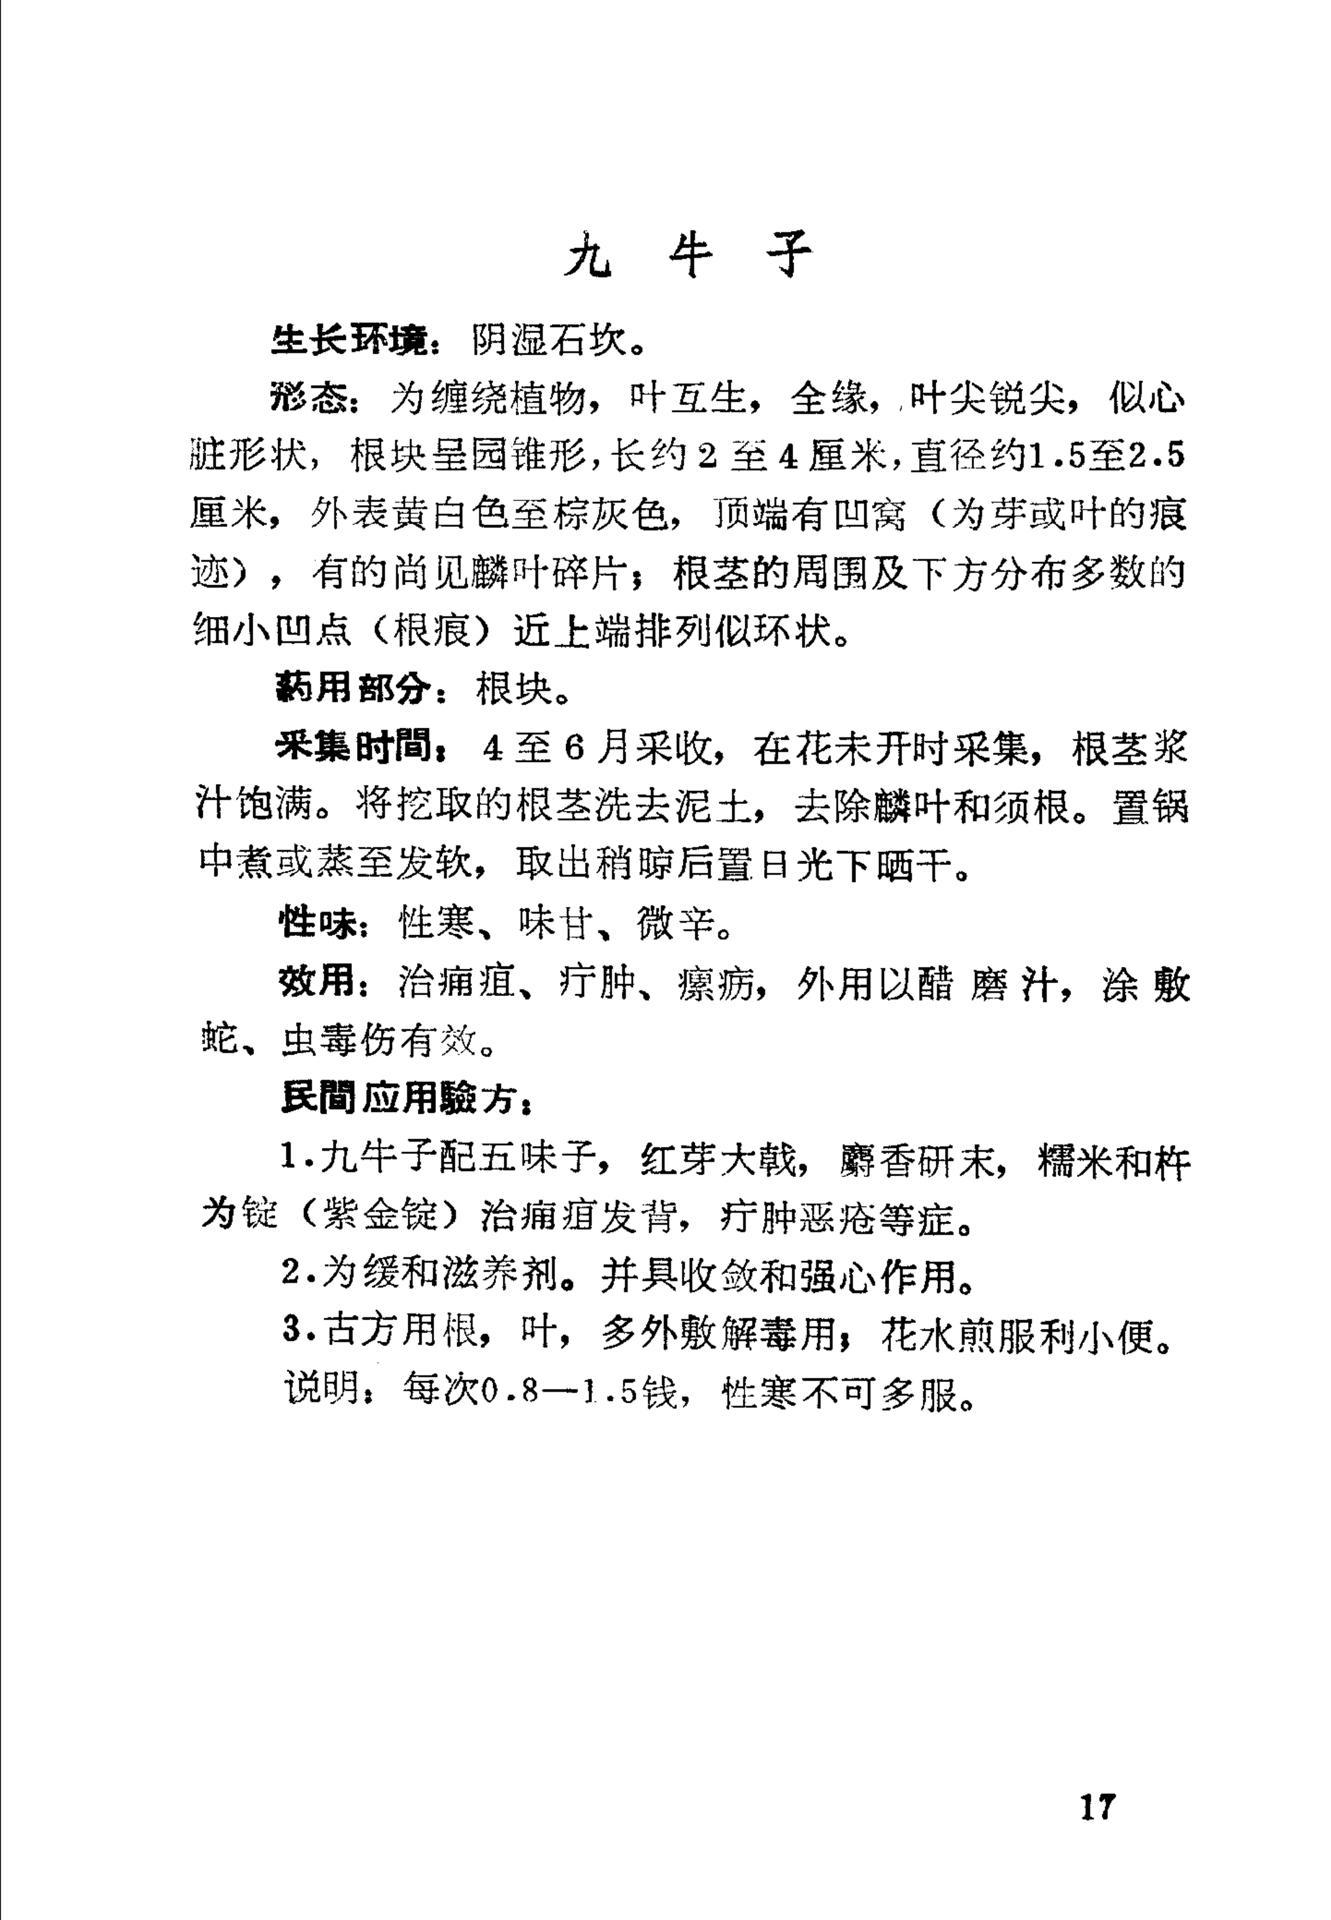 九牛子
生长环境：阴湿石坎。
形态：为缠绕植物，叶互生，全缘，叶尖锐尖，似心
脏形状，根块呈园锥形，长约2至4厘米，直径约1.5至2.5
厘米，外表黄白色至棕灰色，顶端有凹窝（为芽或叶的痕
迹），有的尚见麟叶碎片；根茎的周围及下方分布多数的
细小凹点（根痕）近上端排列似环状。
药用部分：根块。
采集时間：4至6月采收，在花未开时采集，根茎浆
汁饱满。将挖取的根茎洗去泥土，去除麟叶和须根。置锅
中煮或蒸至发软，取出稍晾后置日光下晒干。
性味：性寒、味甘、微辛。
效用：治痈疽、疔肿、瘰疬，外用以醋磨汁，涂敷
蛇、虫毒伤有效。
民間应用驗方：
1.九牛子配五味子，红芽大戟，麝香研末，糯米和杵
为锭（紫金锭）治痈疽发背，疔肿恶疮等症。
2.为缓和滋养剂。并具收敛和强心作用。
3.古方用根，叶，多外敷解毒用；花水煎服利小便。
说明：每次0.8—1.5钱，性寒不可多服。
17